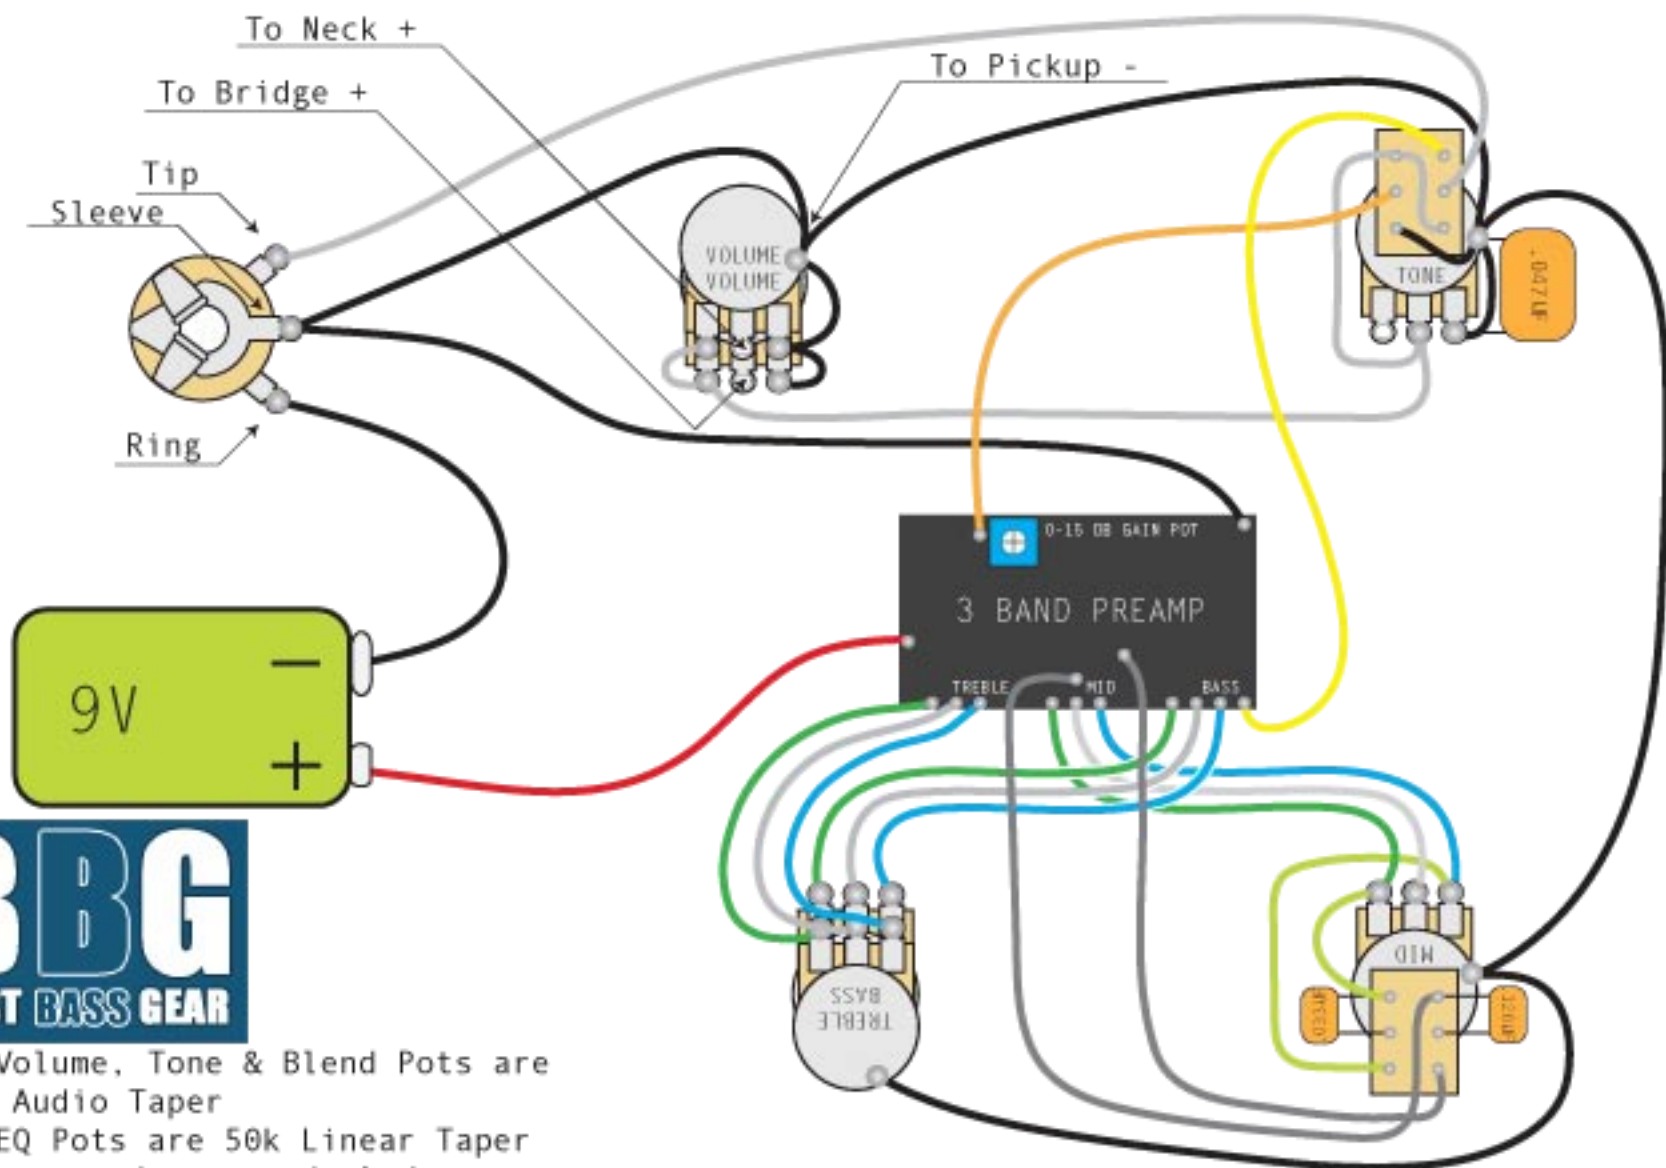 To Neck +
To Bridge +
To Pickup -
Tip
Sleeve
VOLUME
VOLUME
TONE
.047UF
Ring
0-16 DB GAIN POT
3 BAND PREAMP
9V
-
+
TREBLE
MID
BASS
BBG
BASS GEAR
MID
BASS
TREBLE
Volume, Tone & Blend Pots are
Audio Taper
EQ Pots are 50k Linear Taper